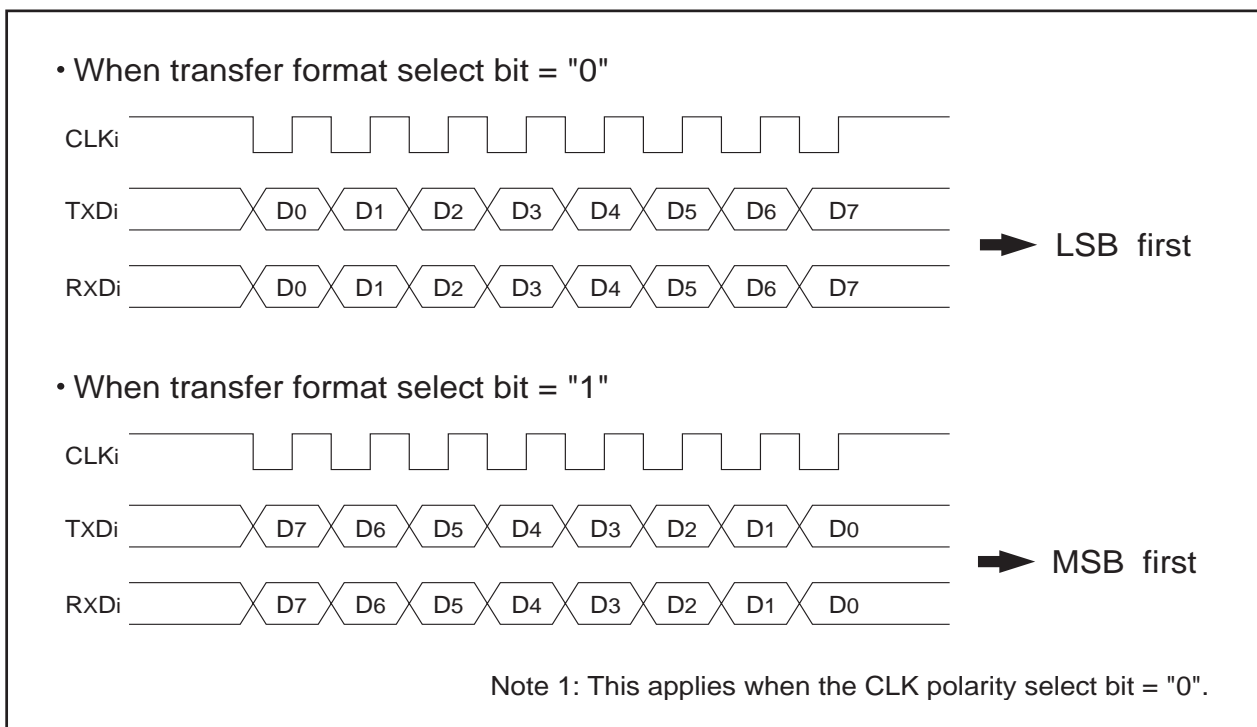 • When transfer format select bit = "0"
CLKi
TXDi D0 D1 D2 D3 D4 D5 D6 D7
RXDi D0 D1 D2 D3 D4 D5 D6 D7
LSB first
• When transfer format select bit = "1"
CLKi
TXDi D7 D6 D5 D4 D3 D2 D1 D0
RXDi D7 D6 D5 D4 D3 D2 D1 D0
MSB first
Note 1: This applies when the CLK polarity select bit = "0".